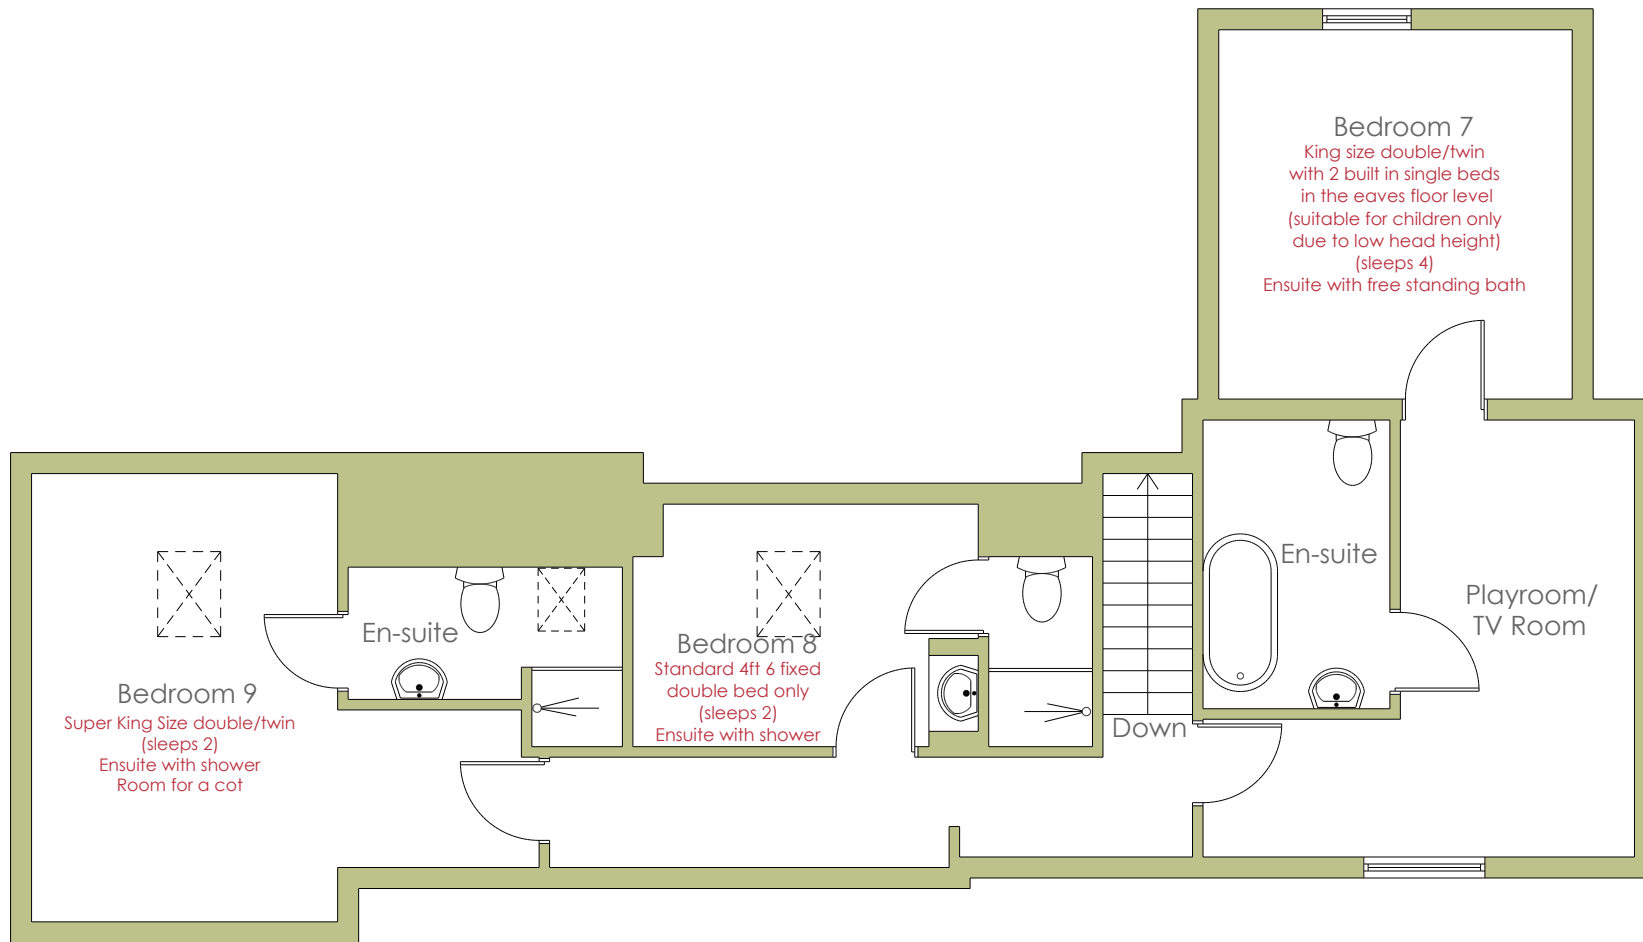 Bedroom 7
King size double/twin
with 2 built in single beds
in the eaves floor level
(suitable for children only
due to low head height)
(sleeps 4)
Ensuite with free standing bath
En-suite
Playroom/
TV Room
En-suite
Bedroom 8
Standard 4ft 6 fixed
double bed only
(sleeps 2)
Ensuite with shower
Down
Bedroom 9
Super King Size double/twin
(sleeps 2)
Ensuite with shower
Room for a cot